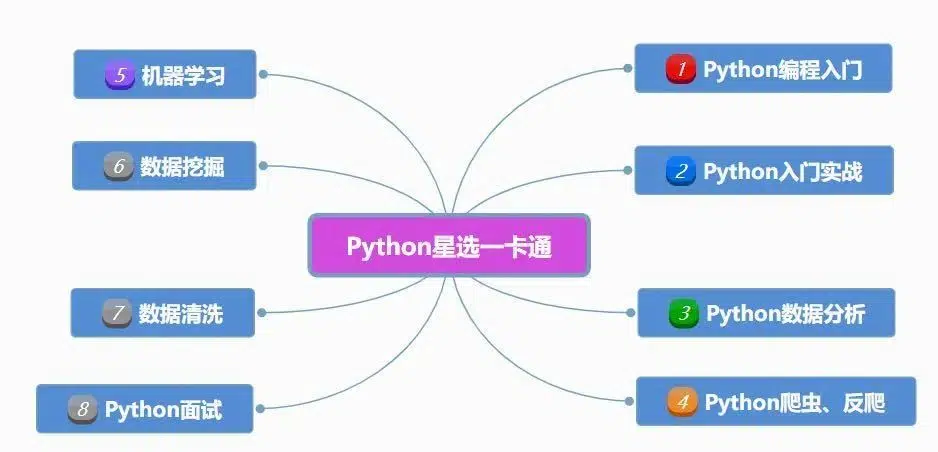 5 机器学习
1 Python编程入门
6 数据挖掘
2 Python入门实战
Python星选一卡通
7 数据清洗
3 Python数据分析
8 Python面试
4 Python爬虫、反爬